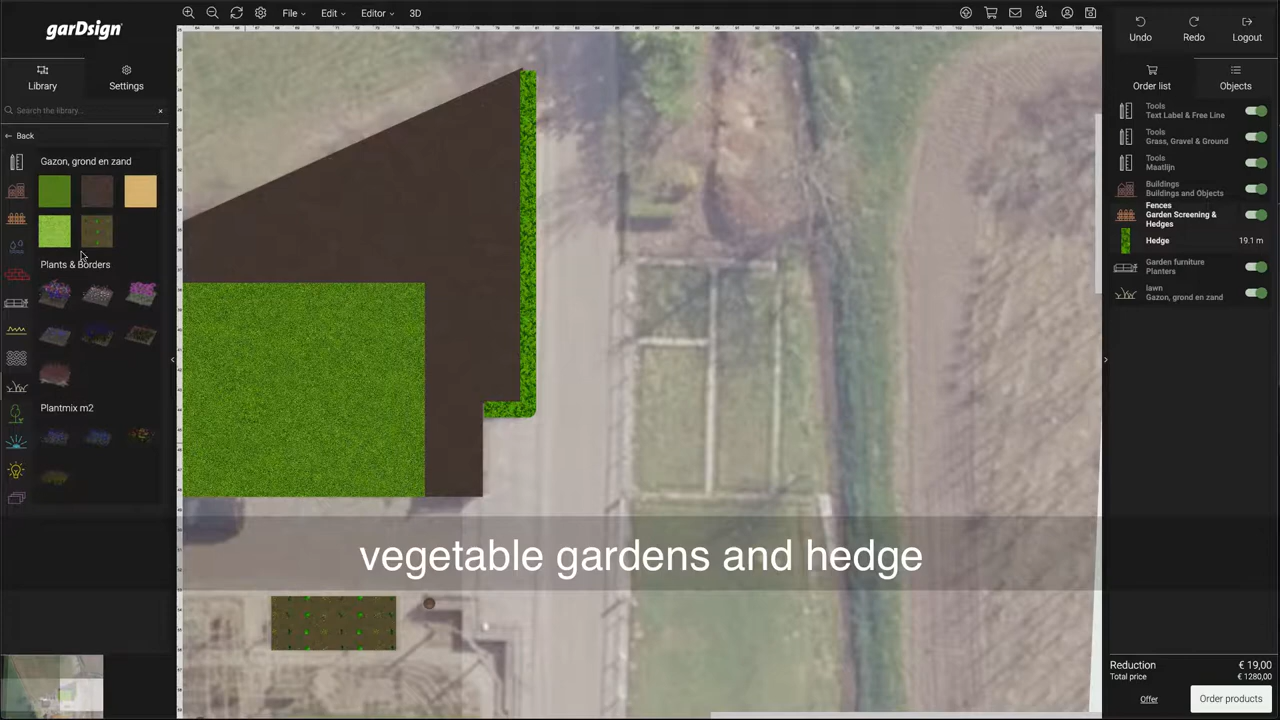 garDsign
File
Edit
Editor
3D
Undo
Redo
Logout
Library
Settings
Order list
Objects
Search the library...
Back
Gazon, grond en zand
Plants & Borders
Plantmix m2
Tools
Text Label & Free Line
Tools
Grass, Gravel & Ground
Tools
Maatlijn
Buildings
Buildings and Objects
Fences
Garden Screening &
Hedges
Hedge 19.1 m
Garden furniture
Planters
lawn
Gazon, grond en zand
vegetable gardens and hedge
Reduction € 19,00
Total price € 1280,00
Offer
Order products